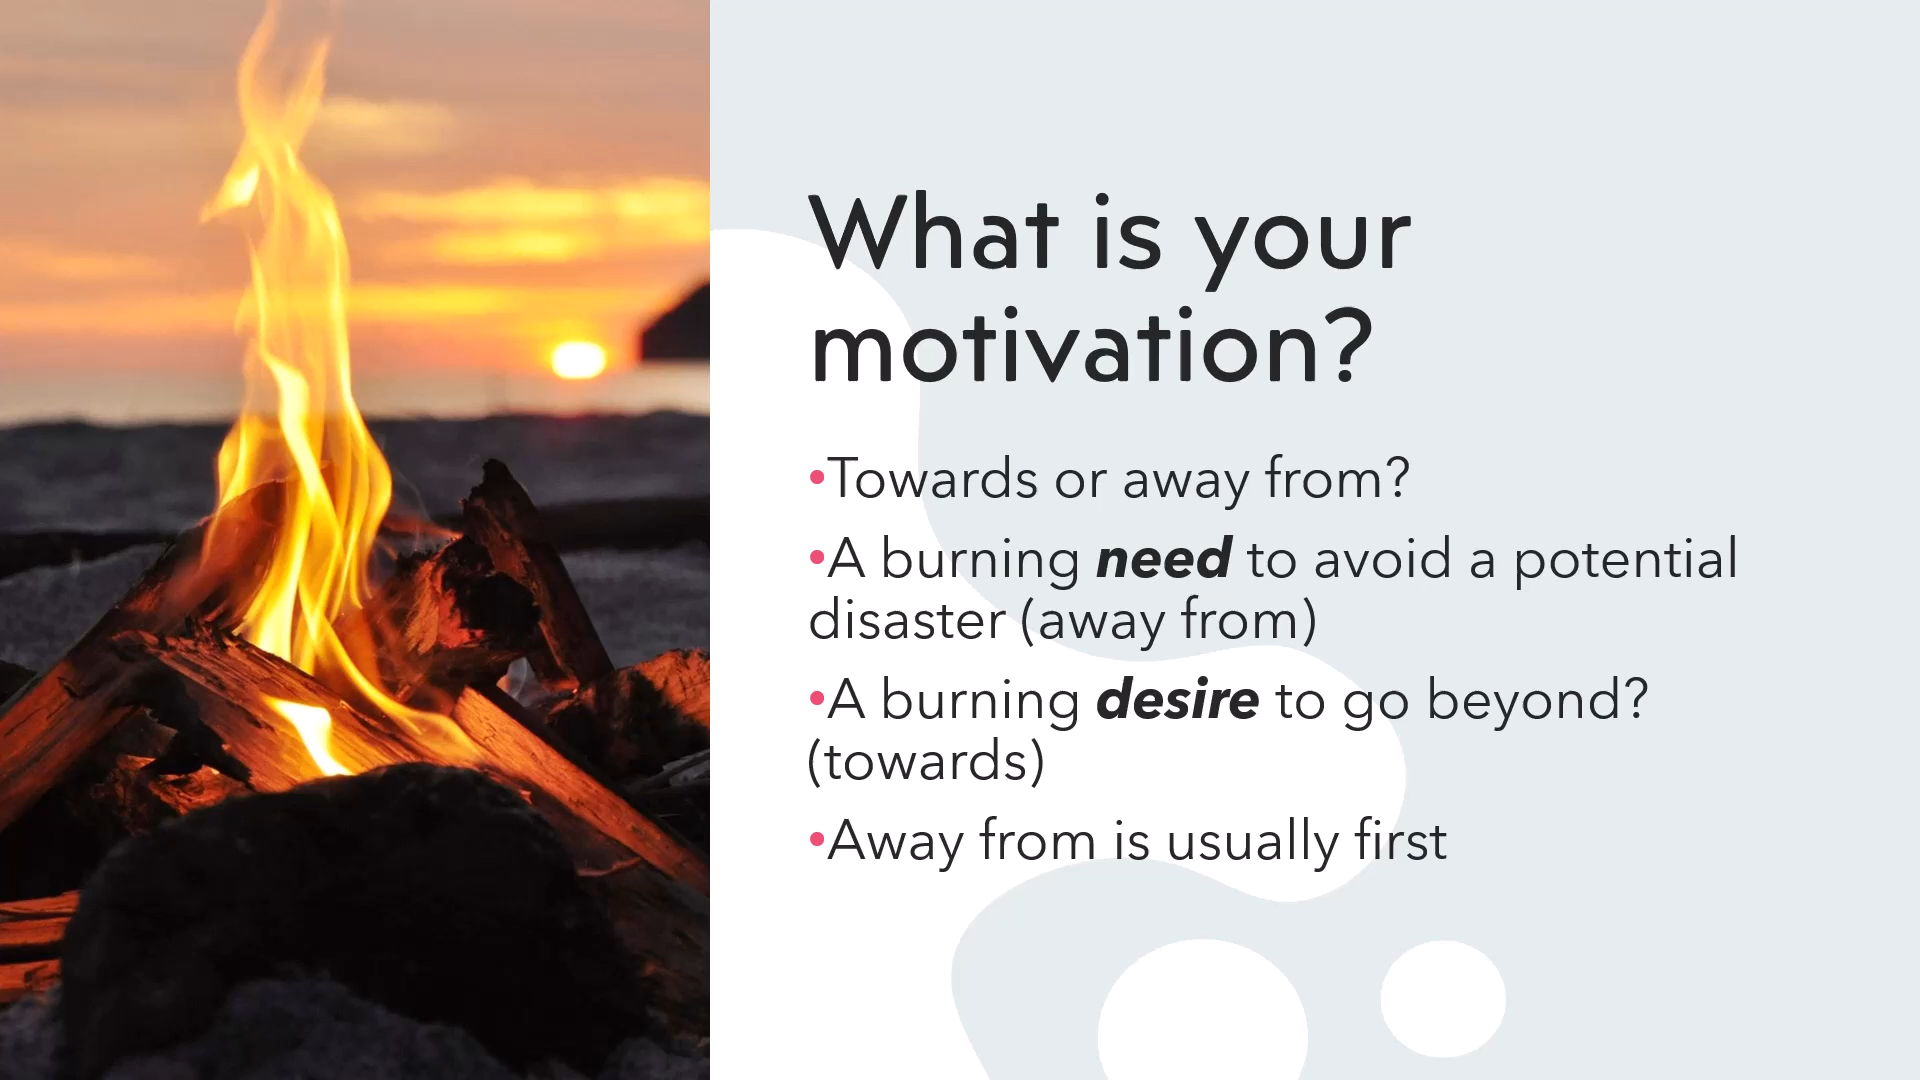 What is your
motivation?
•Towards or away from?
•A burning need to avoid a potential
disaster (away from)
•A burning desire to go beyond?
(towards)
•Away from is usually first